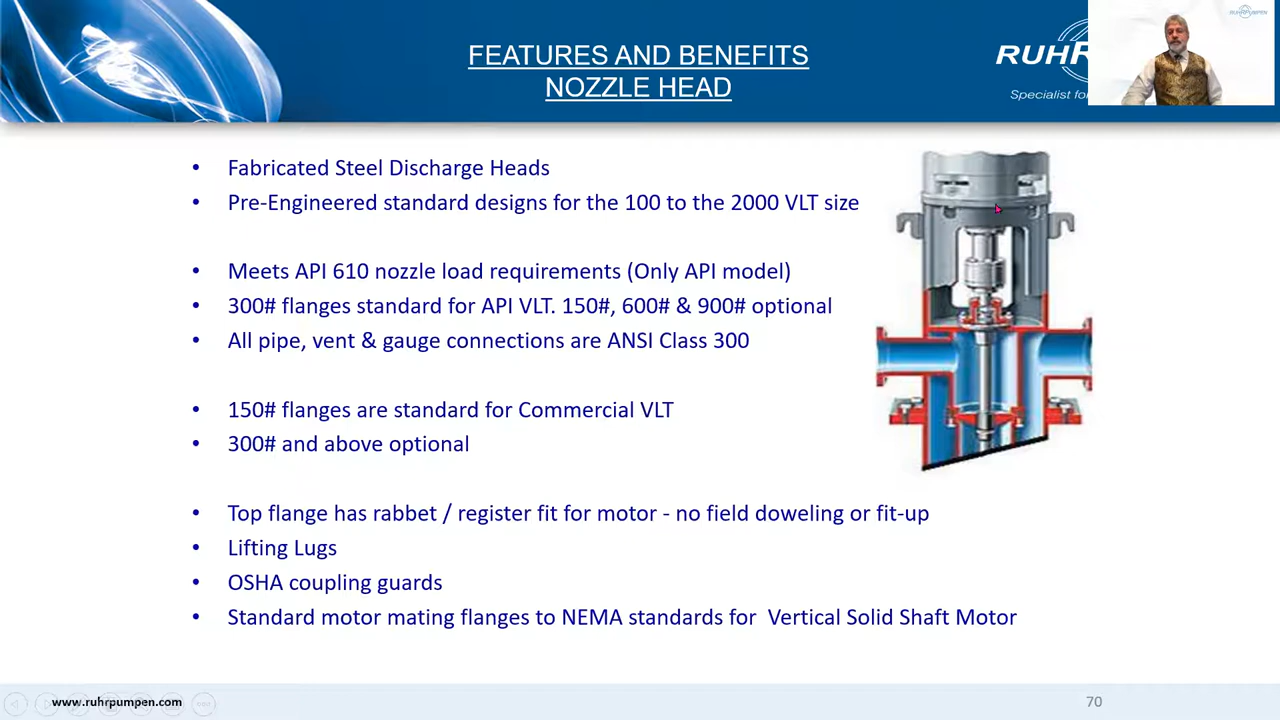 FEATURES AND BENEFITS
NOZZLE HEAD
RUHR
Specialist for
RUHRPUMPEN
• Fabricated Steel Discharge Heads
• Pre-Engineered standard designs for the 100 to the 2000 VLT size
• Meets API 610 nozzle load requirements (Only API model)
• 300# flanges standard for API VLT. 150#, 600# & 900# optional
• All pipe, vent & gauge connections are ANSI Class 300
• 150# flanges are standard for Commercial VLT
• 300# and above optional
• Top flange has rabbet / register fit for motor - no field doweling or fit-up
• Lifting Lugs
• OSHA coupling guards
• Standard motor mating flanges to NEMA standards for  Vertical Solid Shaft Motor
www.ruhrpumpen.com
70